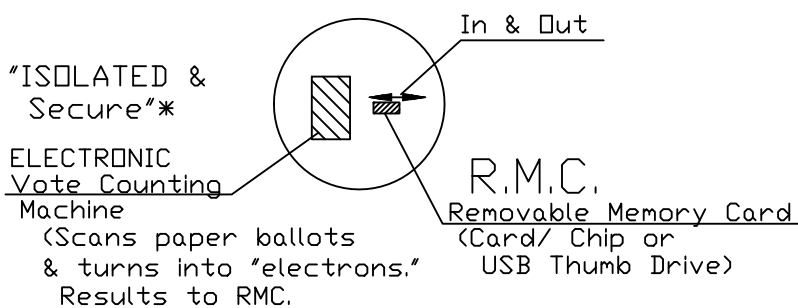 In & Out
"ISOLATED &
Secure"*
ELECTRONIC
Vote Counting
Machine
(Scans paper ballots
& turns into "electrons."
Results to RMC.
R.M.C.
Removable Memory Card
(Card/ Chip or
USB Thumb Drive)